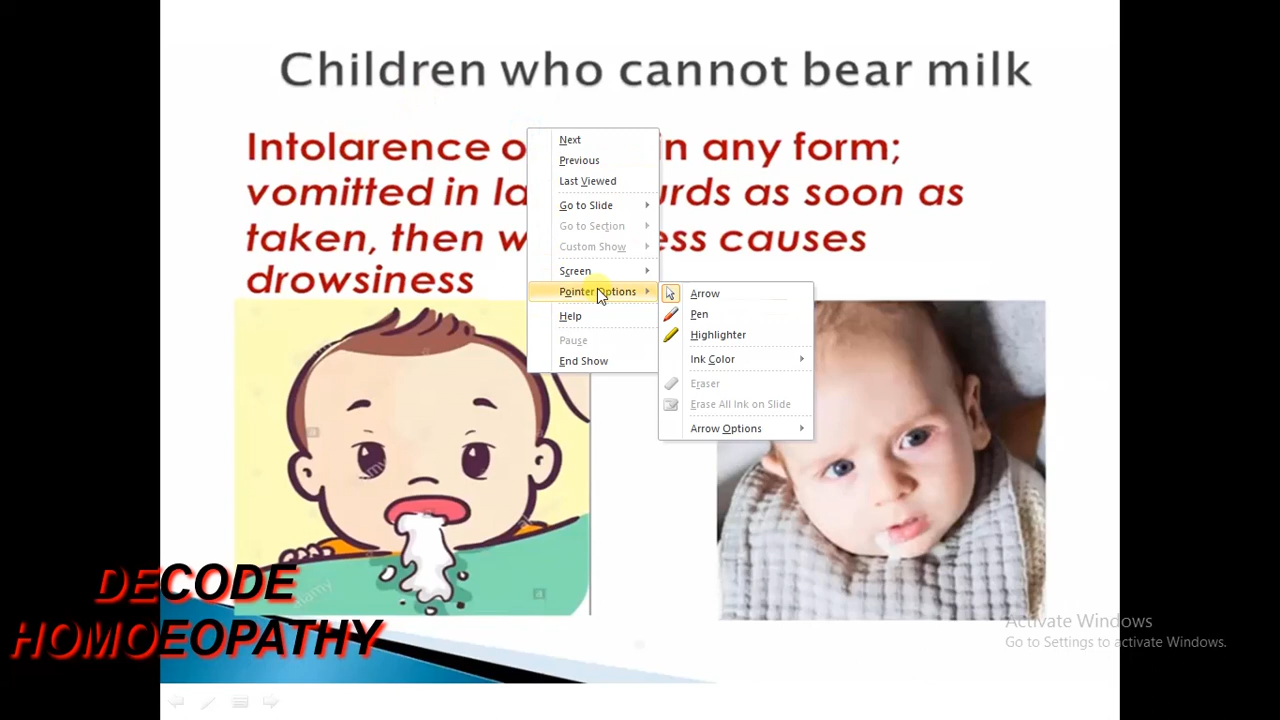 Children who cannot bear milk
Intolarence o in any form;
vomitted in la urds as soon as
taken, then w ess causes
drowsiness
Next
Previous
Last Viewed
Go to Slide
Go to Section
Custom Show
Screen
Pointer Options
Help
Pause
End Show
Arrow
Pen
Highlighter
Ink Color
Eraser
Erase All Ink on Slide
Arrow Options
alamy
a
a
DECODE
HOMOEOPATHY
Activate Windows
Go to Settings to activate Windows.